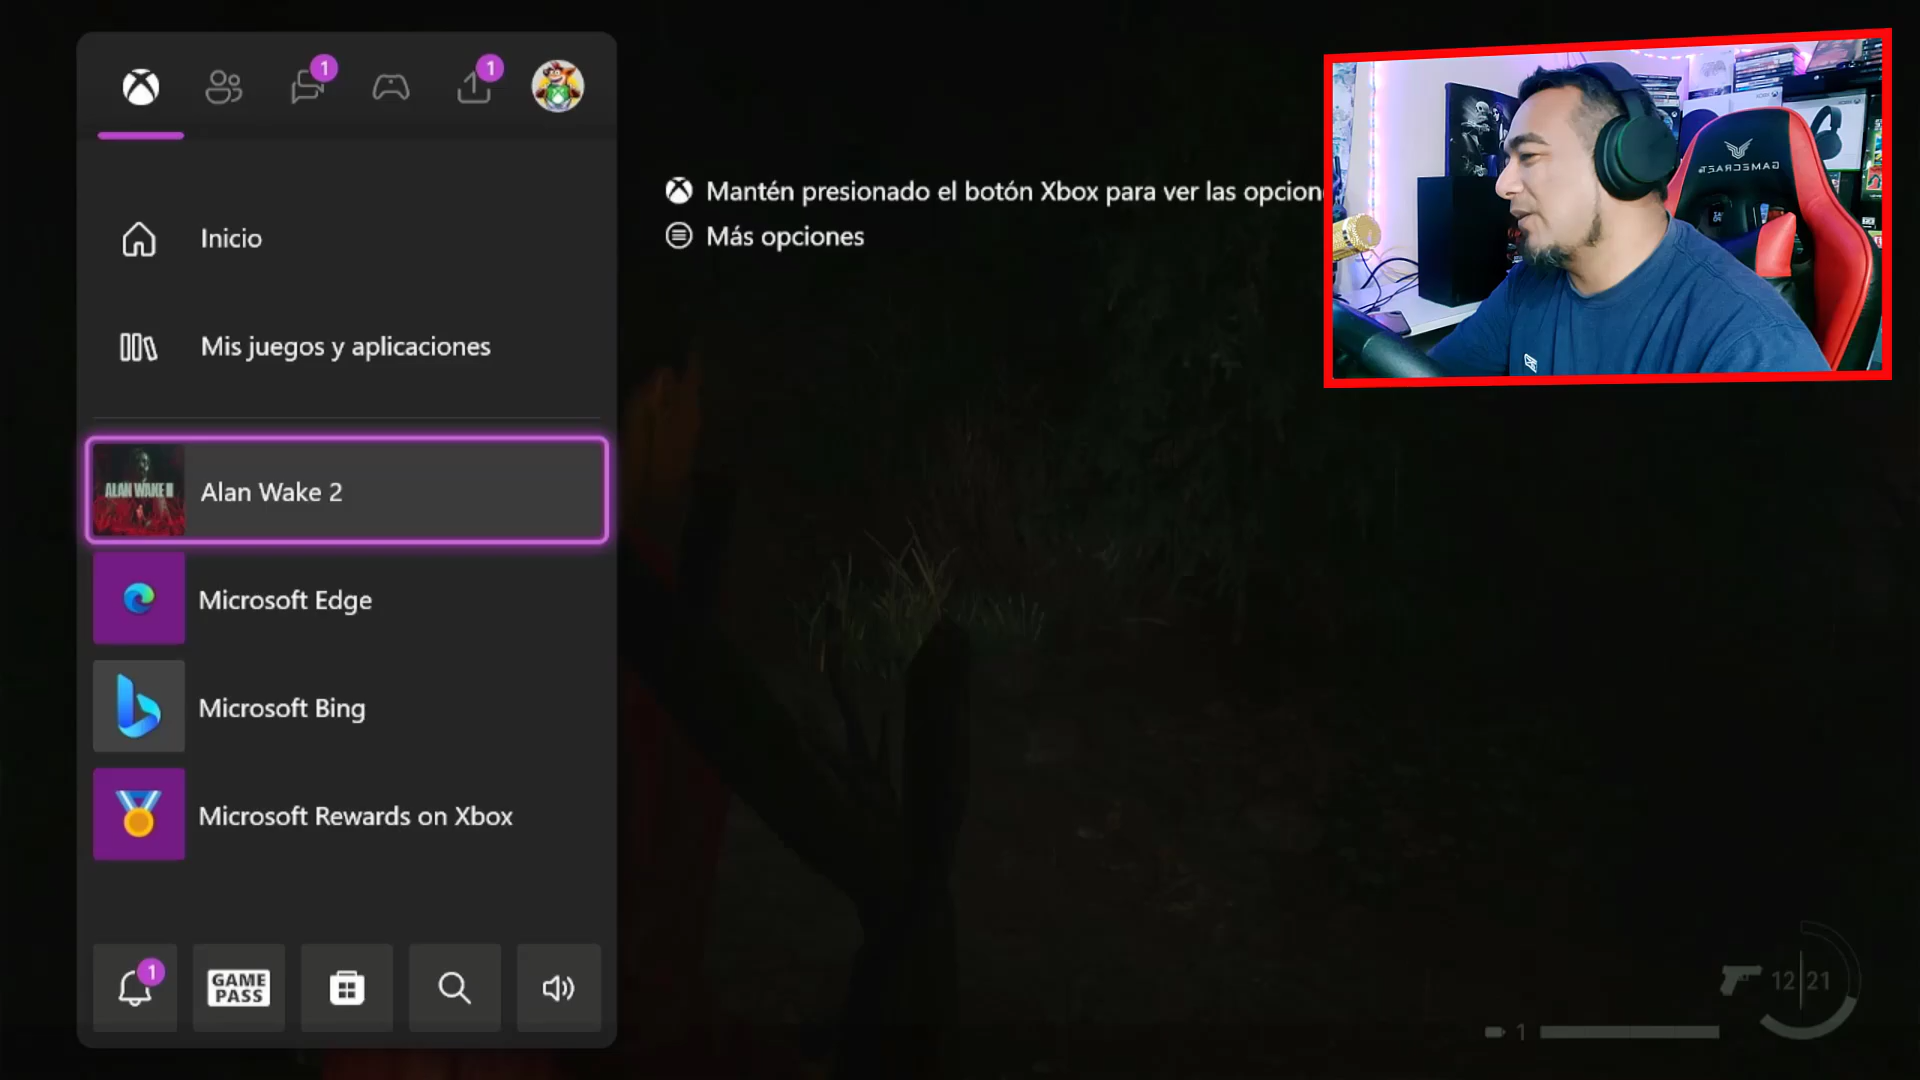 1
1
Mantén presionado el botón Xbox para ver las opcion
Más opciones
Inicio
Mis juegos y aplicaciones
ALAN WAKE II
Alan Wake 2
Microsoft Edge
Microsoft Bing
Microsoft Rewards on Xbox
1
GAME
PASS
12 21
1
GAMECRAFT